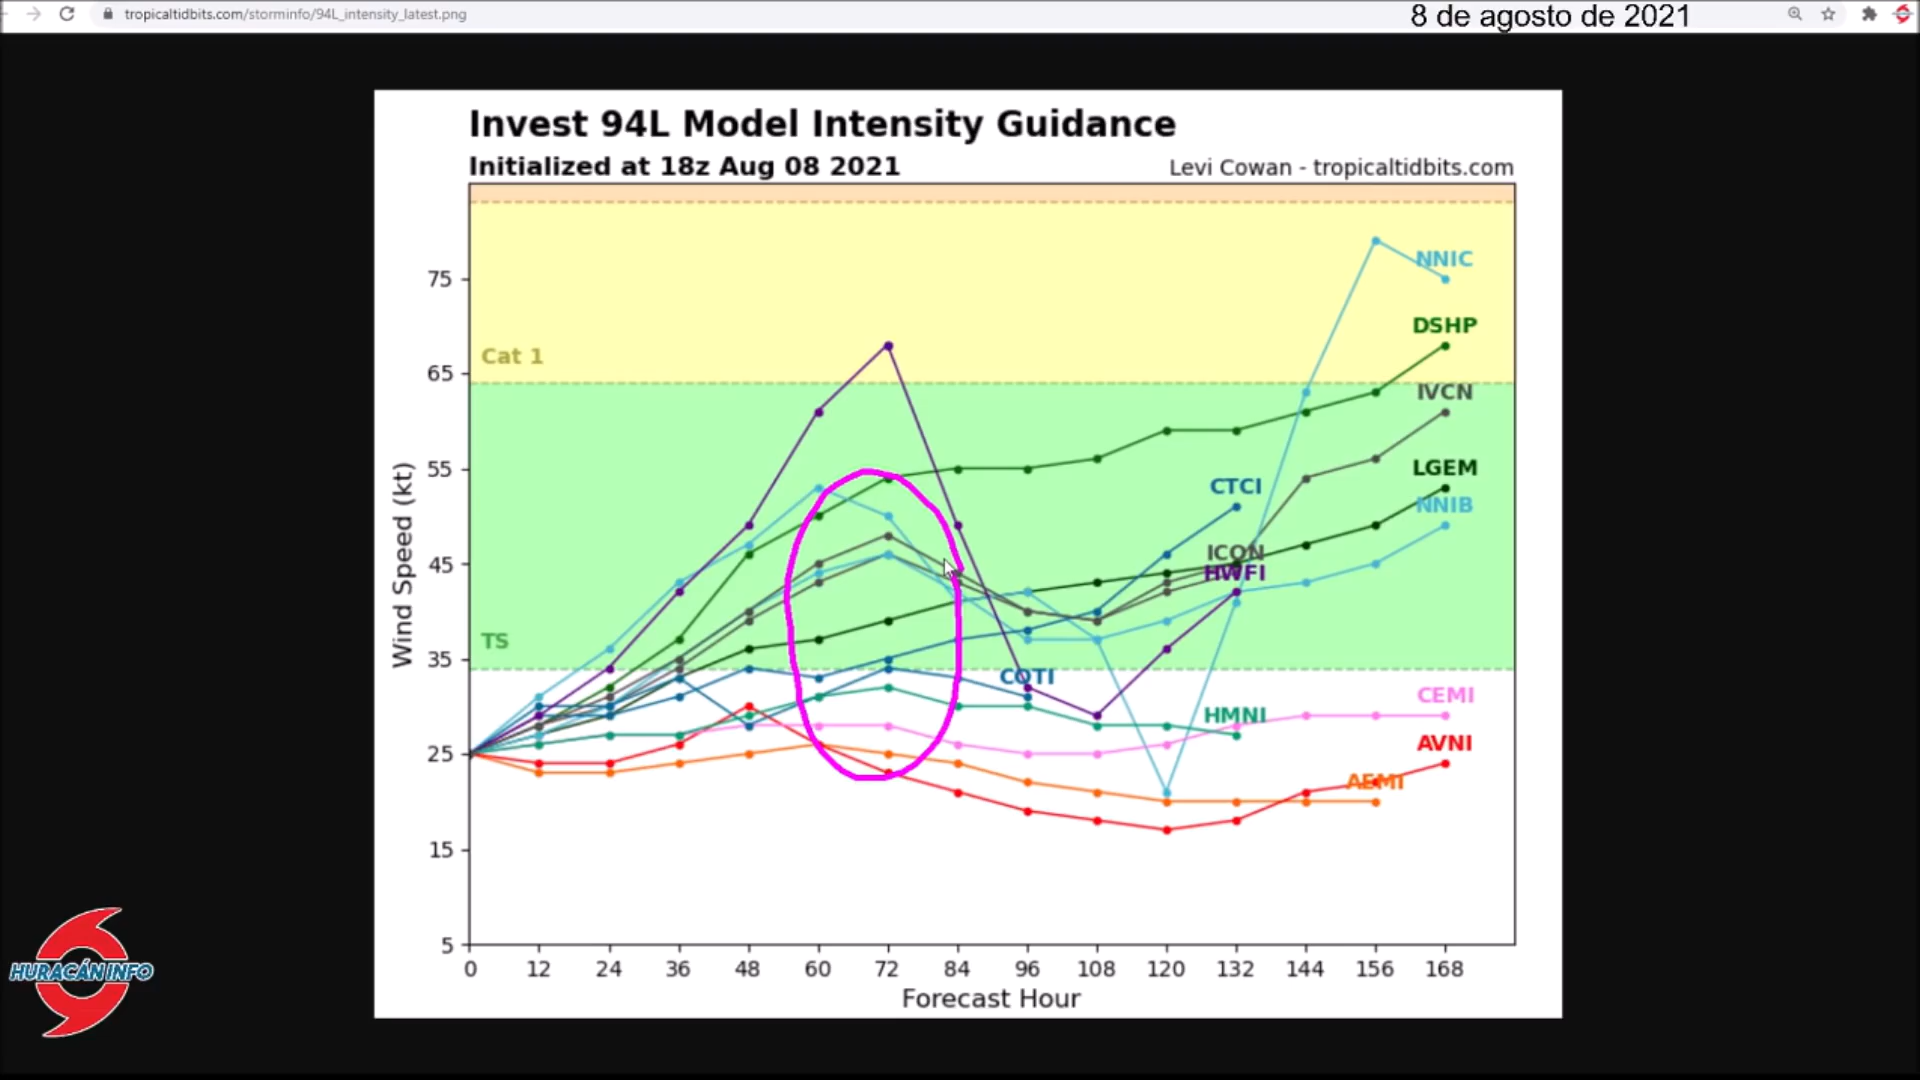 tropicaltidbits.com/storminfo/94L_intensity_latest.png
8 de agosto de 2021
Invest 94L Model Intensity Guidance
Initialized at 18z Aug 08 2021
Levi Cowan - tropicaltidbits.com
NNIC
75
DSHP
Cat 1
65
IVCN
55
LGEM
CTCI
NNIB
45
ICON
HWFI
Wind Speed (kt)
TS
35
COTI
CEMI
HMNI
25
AVNI
AEMI
15
5
0 12 24 36 48 60 72 84 96 108 120 132 144 156 168
Forecast Hour
HURACÁN INFO